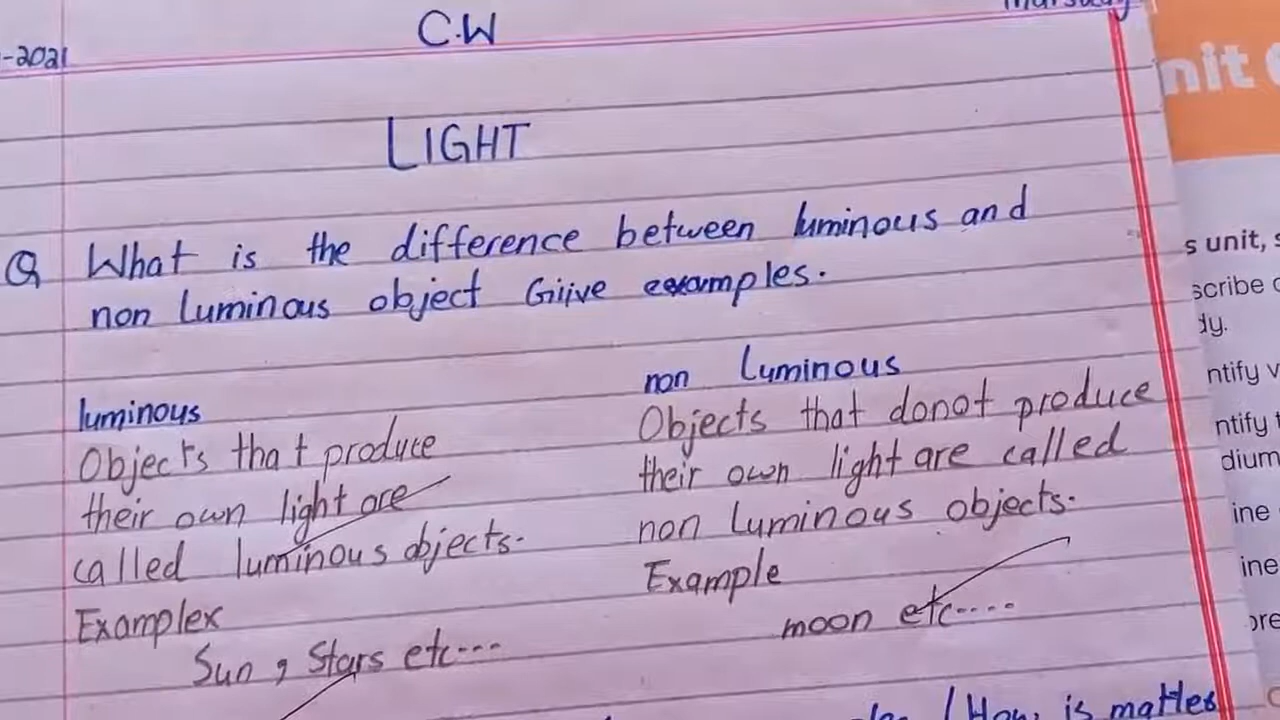 Thursday
-2021
C.W
LIGHT
Q What is the difference between luminous and
non luminous object Giive examples.
luminous
Objects that produce
their own light are
called luminous objects.
Examplex
Sun, Stars etc---
non luminous
Objects that donot produce
their own light are called
non luminous objects.
Example
moon etc----
/ How is matter
nit
s unit, s
scribe
dy.
ntify v
ntify
dium
ine
ine
ore